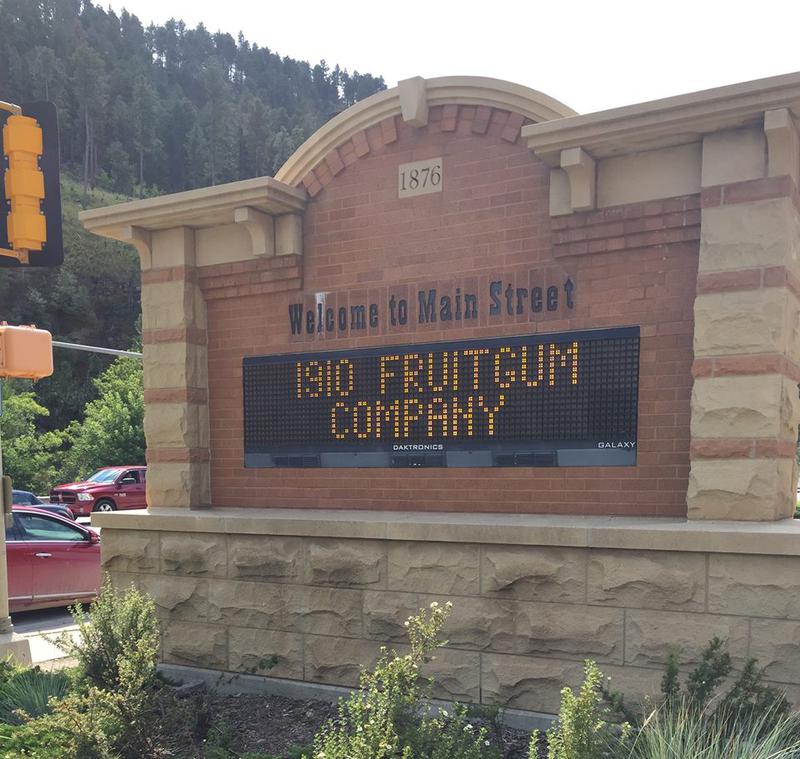 1876
Welcome to Main Street
1910 FRUITGUM
COMPANY
DAKTRONICS
GALAXY